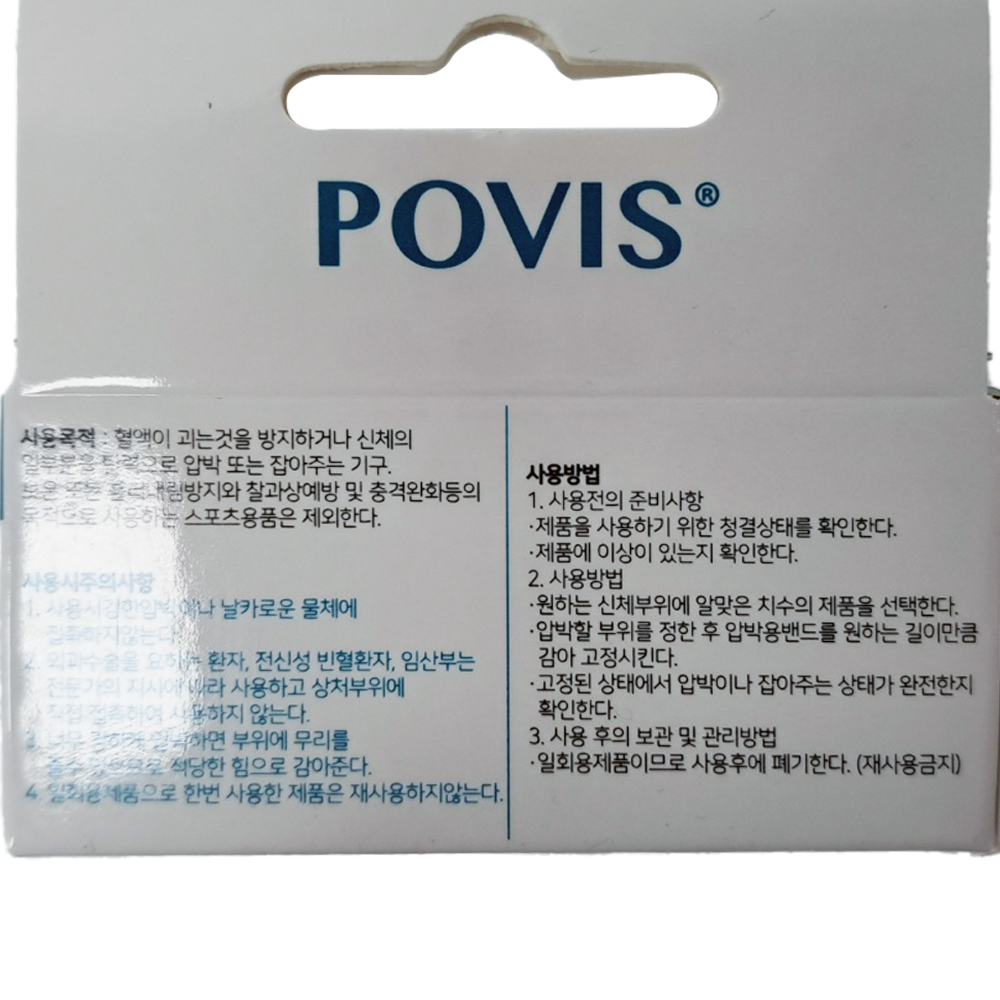 POVIS®
사용목적 : 혈액이 괴는것을 방지하거나 신체의
일부분을 탄력으로 압박 또는 잡아주는 기구.
보온 또는 흘러내림방지와 찰과상예방 및 충격완화등의
목적으로 사용하는 스포츠용품은 제외한다.
사용시주의사항
1. 사용시강한압박이나 날카로운 물체에
접촉하지않는다.
2. 외과수술을 요하는 환자, 전신성 빈혈환자, 임산부는
전문가의 지시에 따라 사용하고 상처부위에
직접 접촉하여 사용하지 않는다.
3. 너무 강하게 압박하면 부위에 무리를
줄수 있으므로 적당한 힘으로 감아준다.
4. 일회용제품으로 한번 사용한 제품은 재사용하지않는다.
사용방법
1. 사용전의 준비사항
·제품을 사용하기 위한 청결상태를 확인한다.
·제품에 이상이 있는지 확인한다.
2. 사용방법
·원하는 신체부위에 알맞은 치수의 제품을 선택한다.
·압박할 부위를 정한 후 압박용밴드를 원하는 길이만큼
감아 고정시킨다.
·고정된 상태에서 압박이나 잡아주는 상태가 완전한지
확인한다.
3. 사용 후의 보관 및 관리방법
·일회용제품이므로 사용후에 폐기한다. (재사용금지)